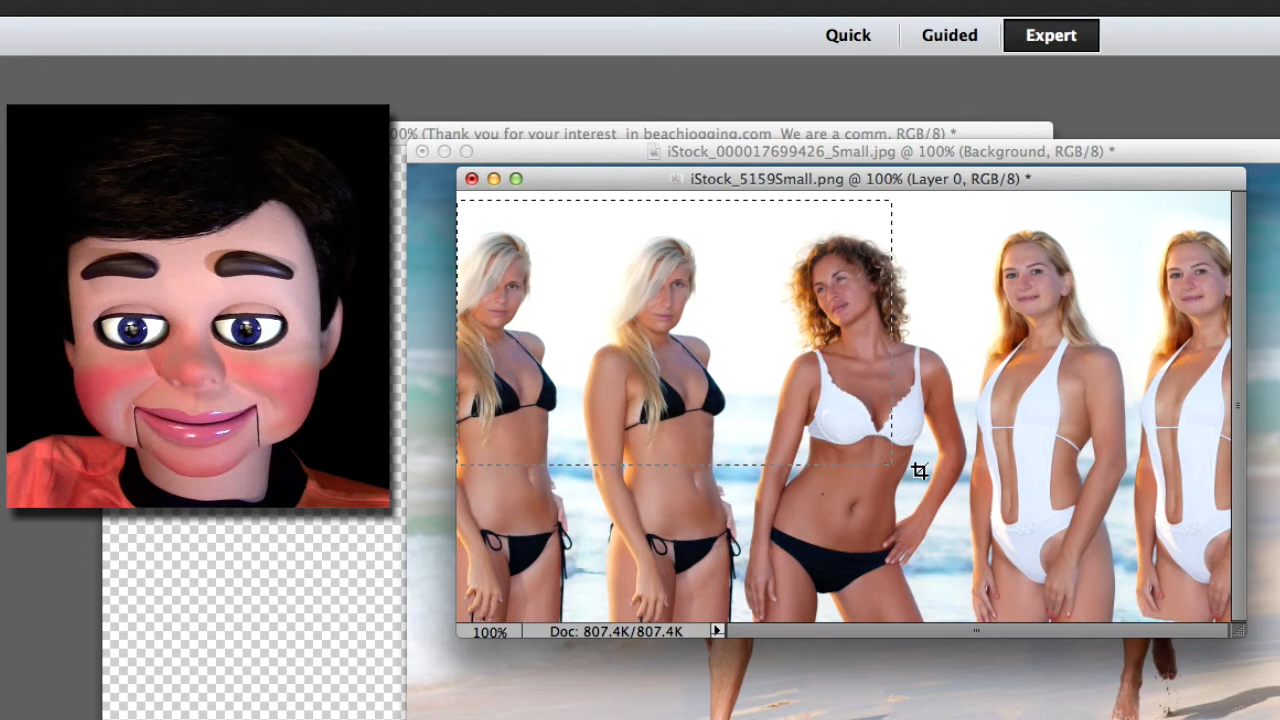 Quick
Guided
Expert
00% (Thank you for your interest in beachjogging.com We are a comm, RGB/8) *
iStock_000017699426_Small.jpg @ 100% (Background, RGB/8) *
iStock_5159Small.png @ 100% (Layer 0, RGB/8) *
100%
Doc: 807.4K/807.4K